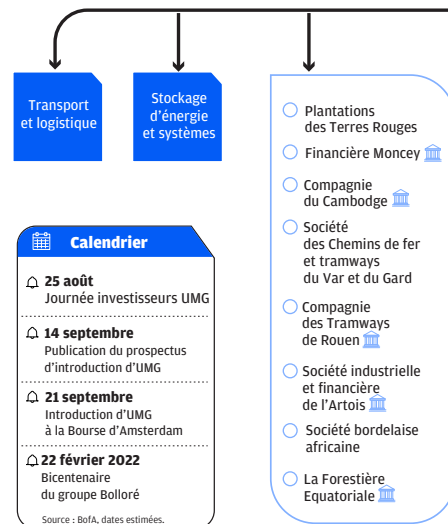 Transport
et logistique
Stockage
d'énergie
et systèmes
Plantations
des Terres Rouges
Financière Moncey
Compagnie
du Cambodge
Société
des Chemins de fer
et tramways
du Var et du Gard
Compagnie
des Tramways
de Rouen
Société industrielle
et financière
de l'Artois
Société bordelaise
africaine
La Forestière
Equatoriale
Calendrier
25 août
Journée investisseurs UMG
14 septembre
Publication du prospectus
d'introduction d'UMG
21 septembre
Introduction d'UMG
à la Bourse d'Amsterdam
22 février 2022
Bicentenaire
du groupe Bolloré
Source : BofA, dates estimées.